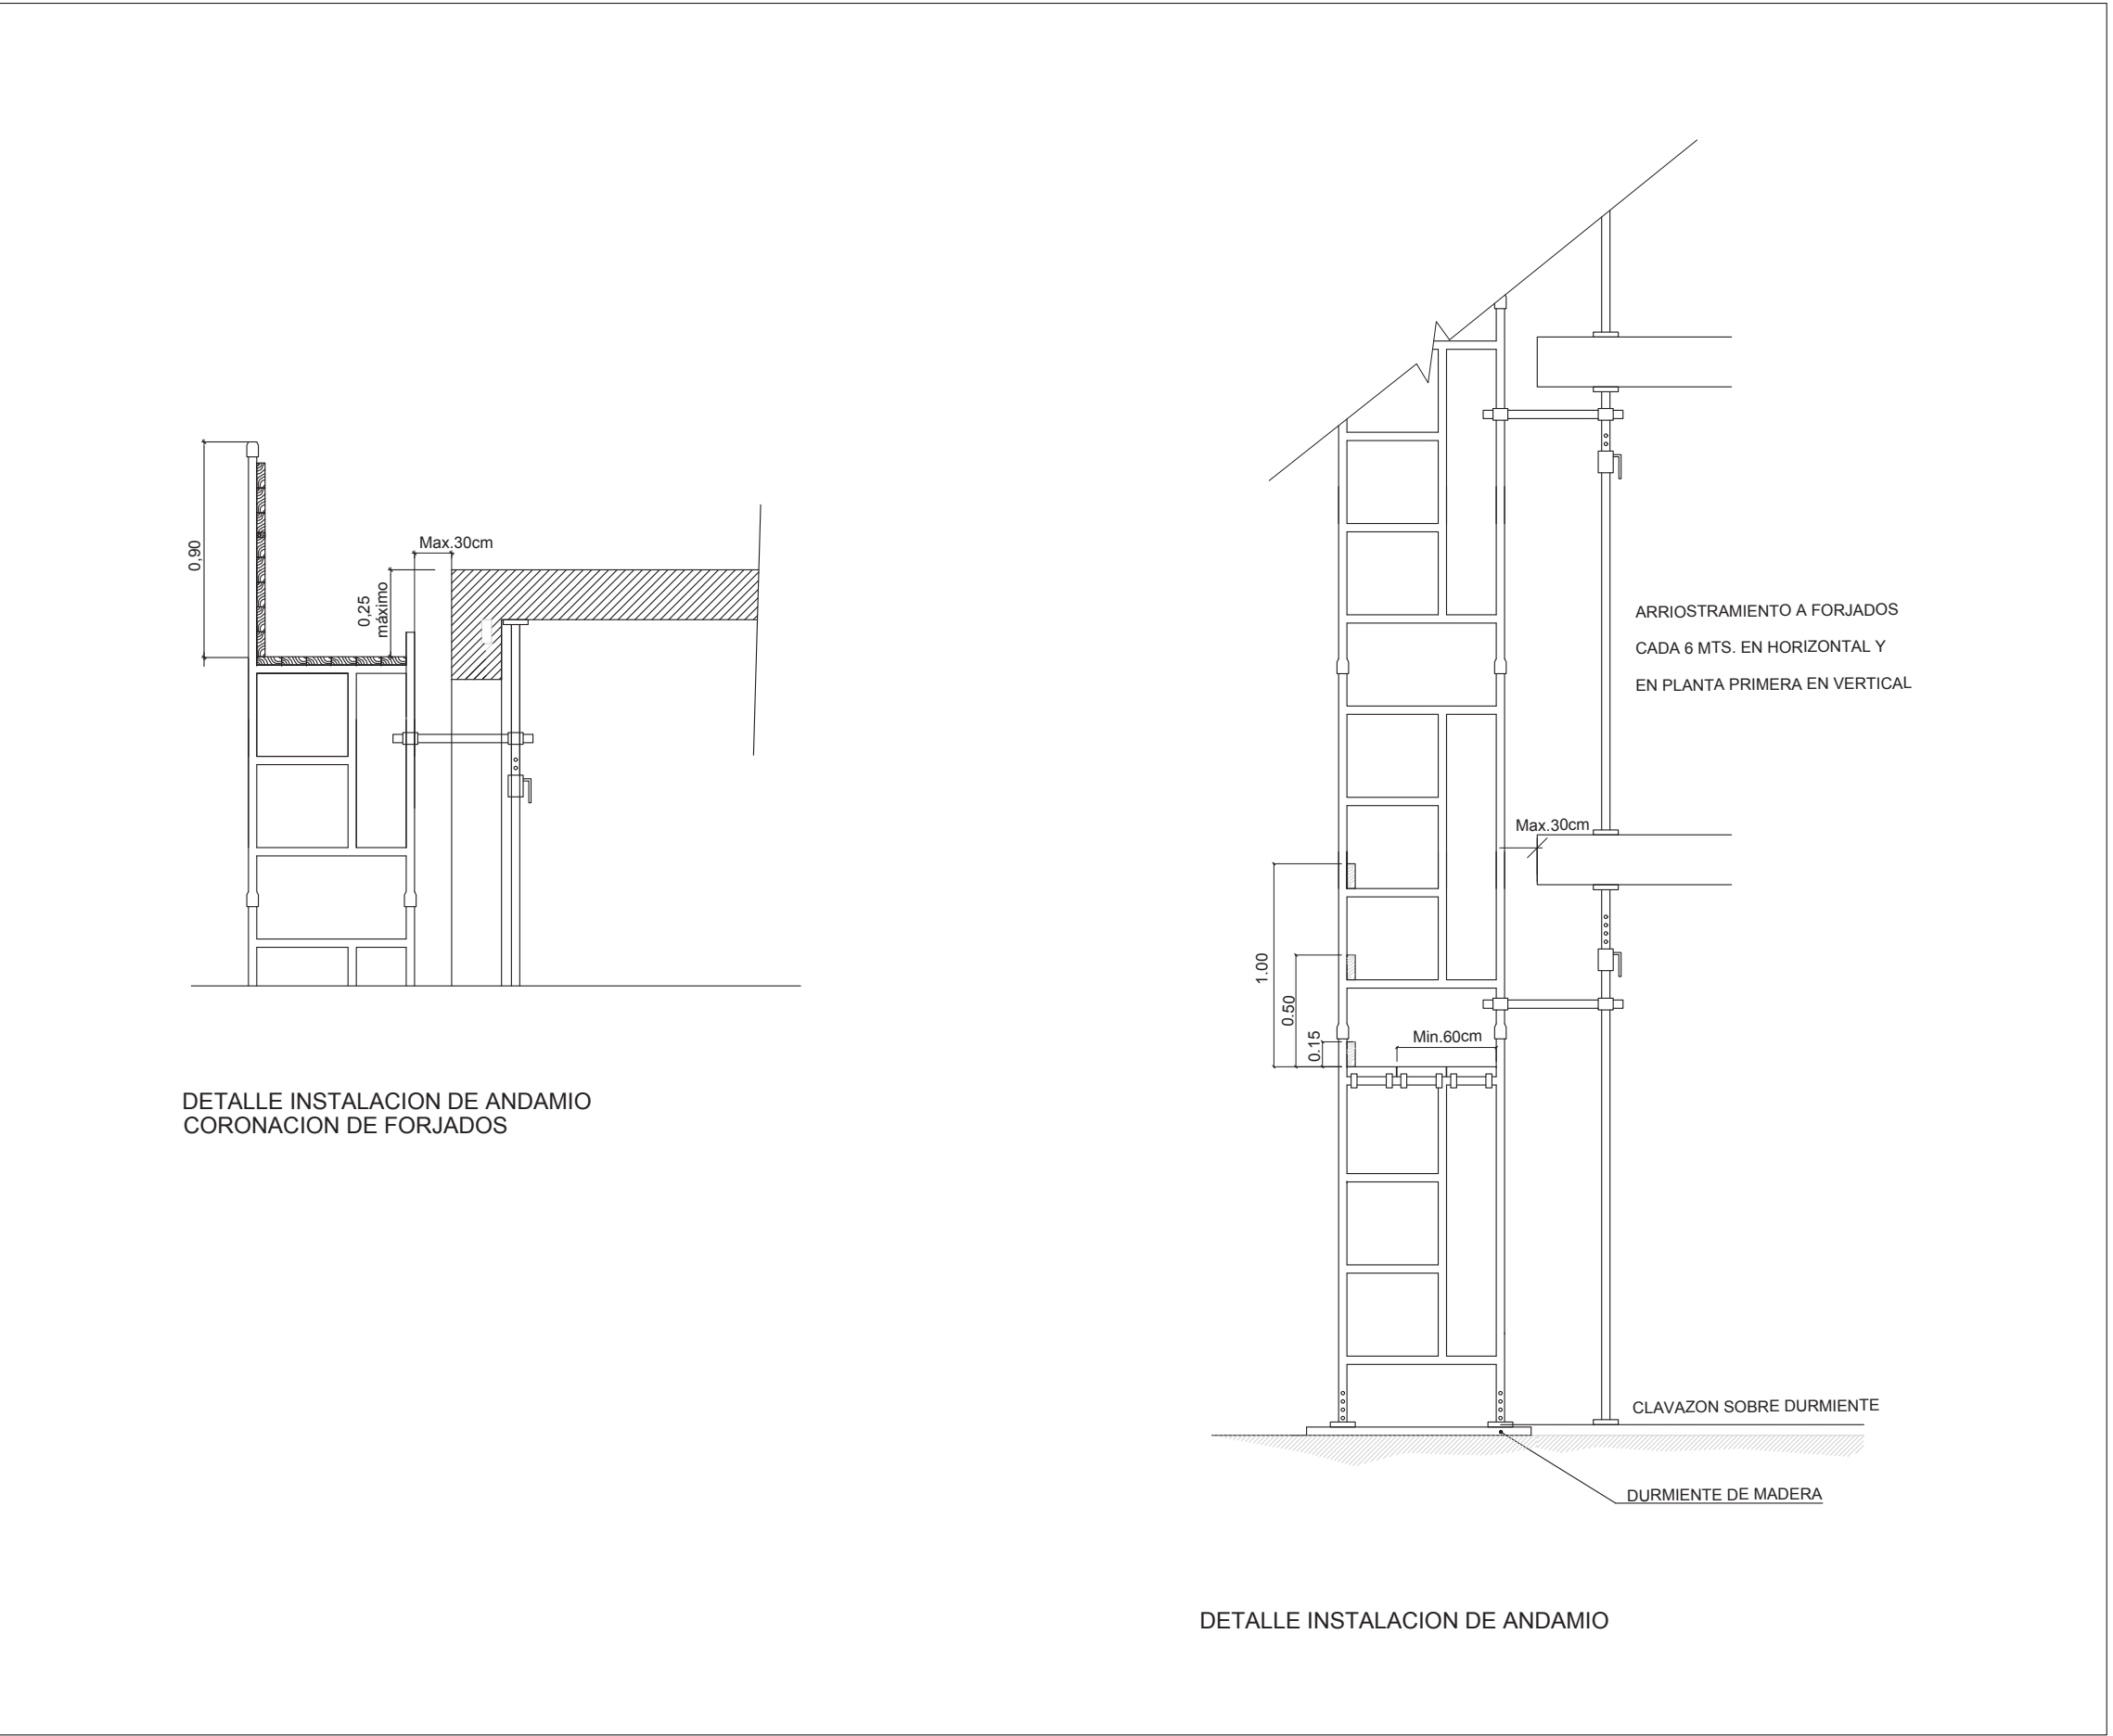 0,90
Max.30cm
0,25
máximo
DETALLE INSTALACION DE ANDAMIO
CORONACION DE FORJADOS
ARRIOSTRAMIENTO A FORJADOS
CADA 6 MTS. EN HORIZONTAL Y
EN PLANTA PRIMERA EN VERTICAL
Max.30cm
1.00
0.50
0.15
Min.60cm
CLAVAZON SOBRE DURMIENTE
DURMIENTE DE MADERA
DETALLE INSTALACION DE ANDAMIO